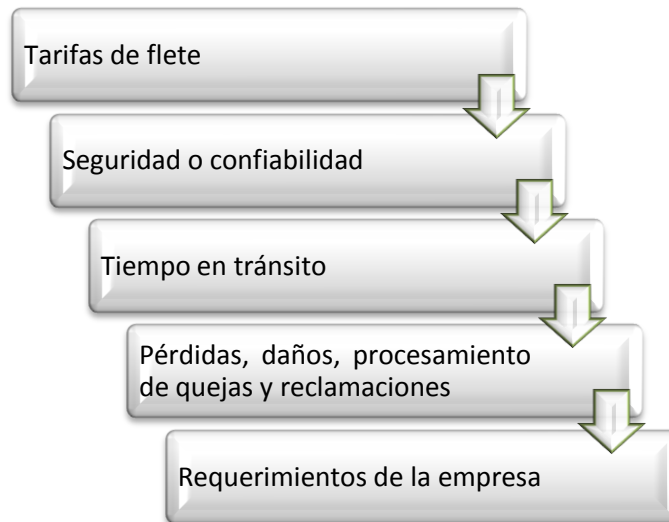 Tarifas de flete
Seguridad o confiabilidad
Tiempo en tránsito
Pérdidas, daños, procesamiento
de quejas y reclamaciones
Requerimientos de la empresa